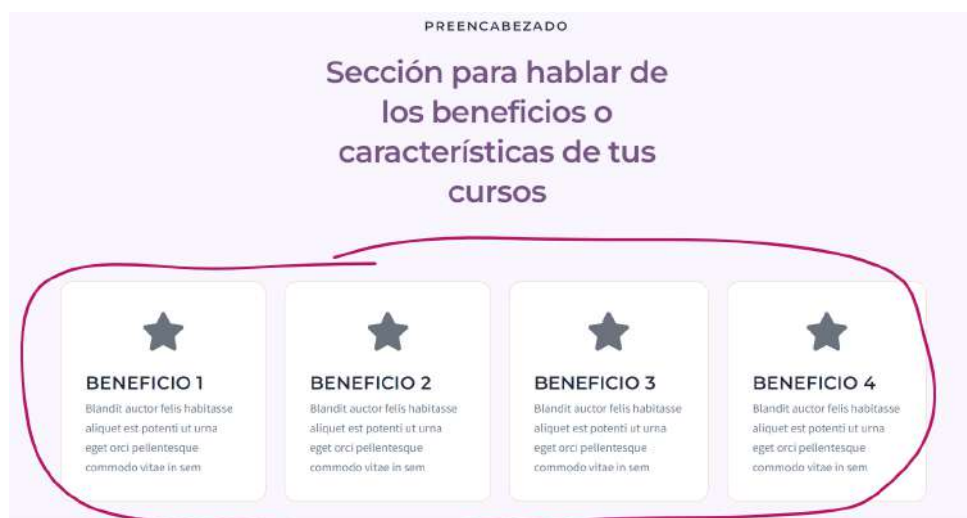 PREENCABEZADO
Sección para hablar de
los beneficios o
características de tus
cursos
BENEFICIO 1
Blandit auctor felis habitasse
aliquet est potenti ut urna
eget orci pellentesque
commodo vitae in sem
BENEFICIO 2
Blandit auctor felis habitasse
aliquet est potenti ut urna
eget orci pellentesque
commodo vitae in sem
BENEFICIO 3
Blandit auctor felis habitasse
aliquet est potenti ut urna
eget orci pellentesque
commodo vitae in sem
BENEFICIO 4
Blandit auctor felis habitasse
aliquet est potenti ut urna
eget orci pellentesque
commodo vitae in sem